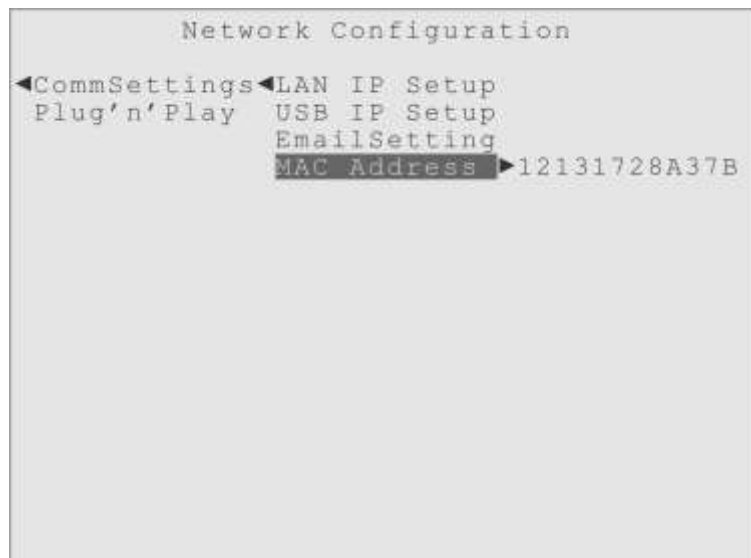 Network Configuration
◄CommSettings◄LAN IP Setup
Plug'n'Play USB IP Setup
EmailSetting
MAC Address ►12131728A37B